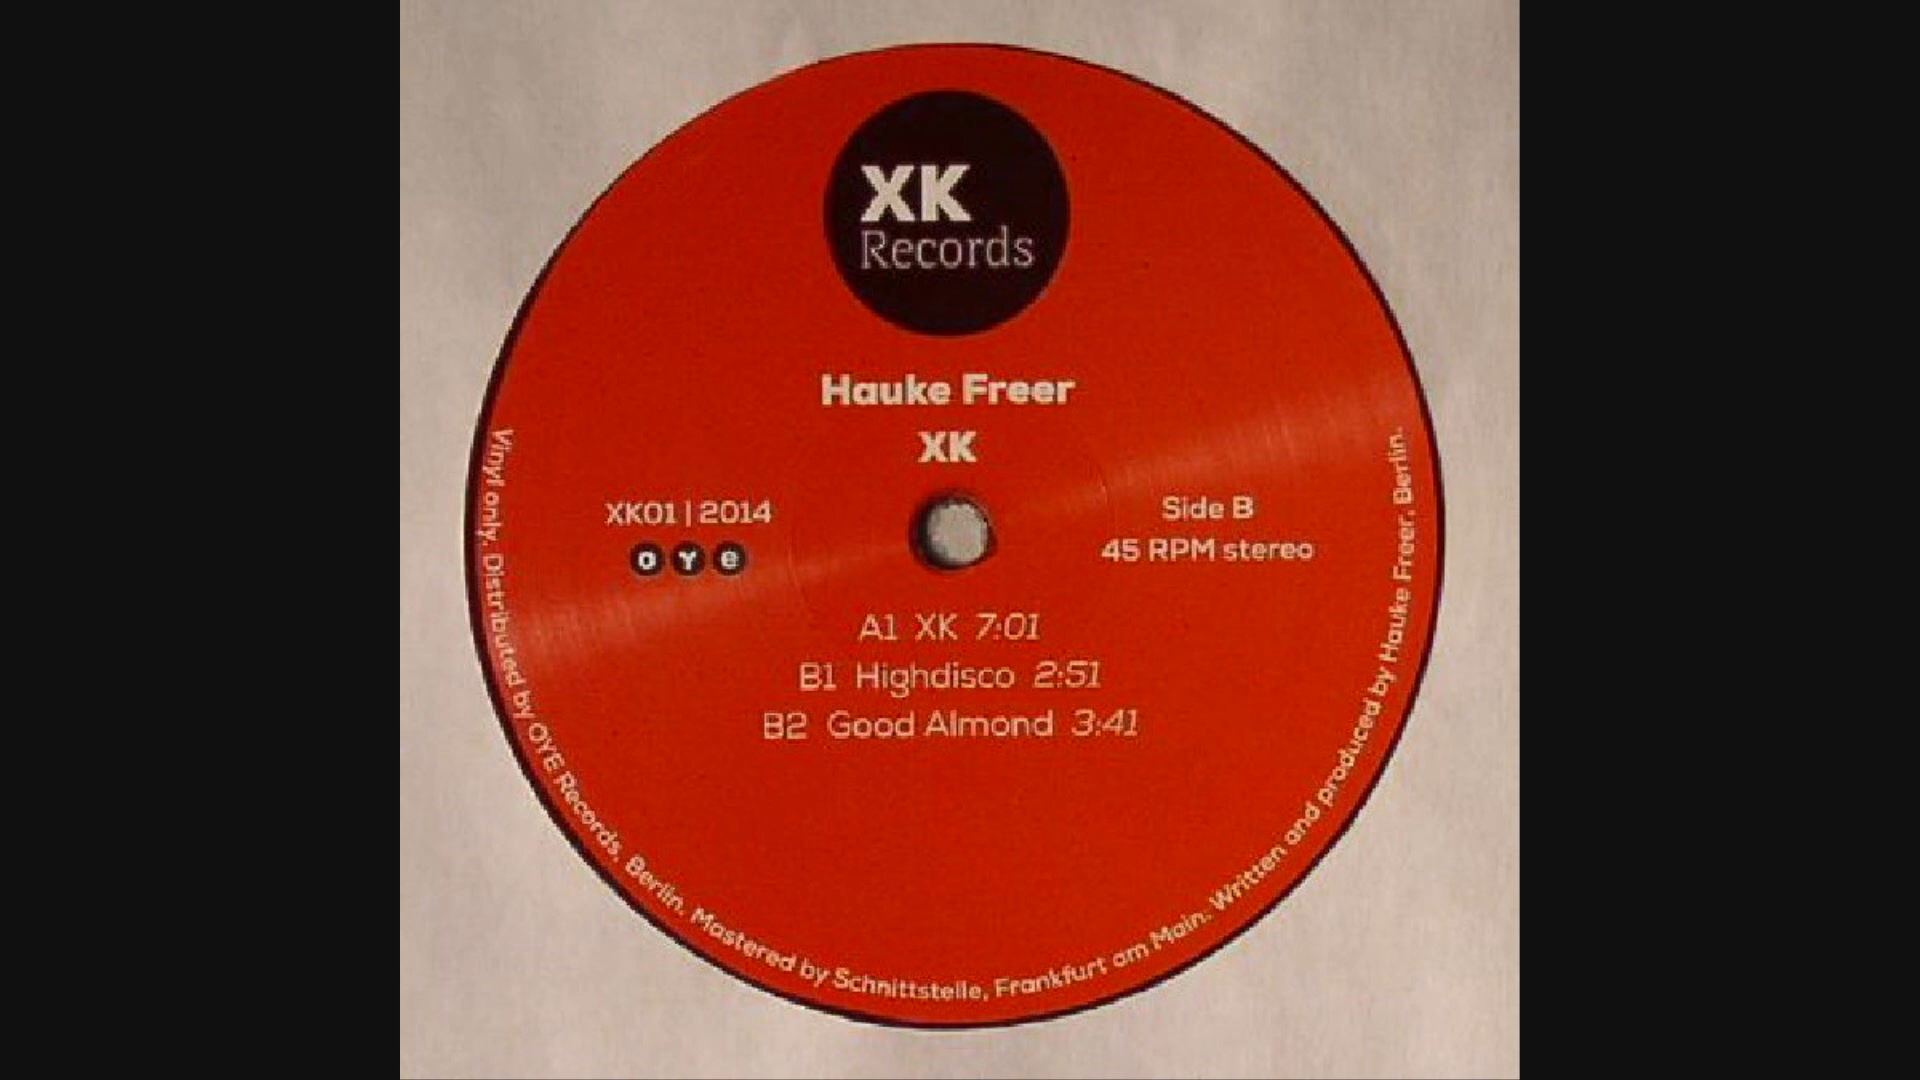 XK
Records
Hauke Freer
XK
XK01 | 2014
oYe
Side B
45 RPM stereo
A1 XK 7:01
B1 Highdisco 2:51
B2 Good Almond 3:41
Vinyl only. Distributed by OYE Records, Berlin. Mastered by Schnittstelle, Frankfurt am Main. Written and produced by Hauke Freer, Berlin.